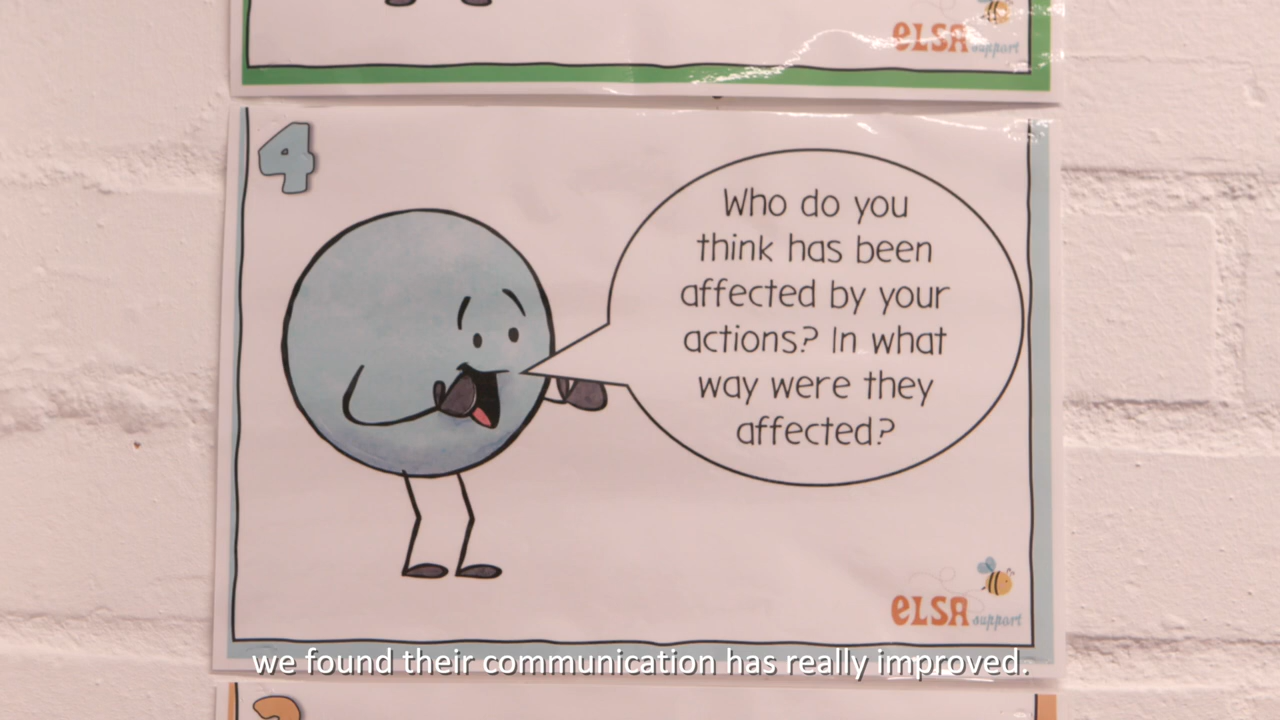 eLSA
support
4
Who do you
think has been
affected by your
actions? In what
way were they
affected?
eLSA
support
we found their communication has really improved.